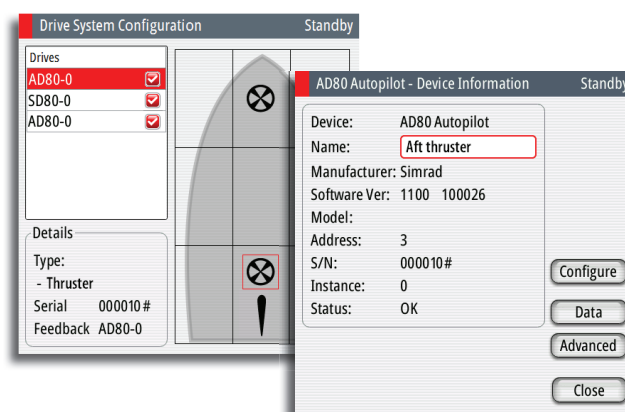 Drive System Configuration Standby
Drives
AD80-0
SD80-0
AD80-0
Details
Type:
- Thruster
Serial 000010#
Feedback AD80-0
AD80 Autopilot - Device Information Standby
Device: AD80 Autopilot
Name: Aft thruster
Manufacturer: Simrad
Software Ver: 1100 100026
Model:
Address: 3
S/N: 000010#
Instance: 0
Status: OK
Configure
Data
Advanced
Close